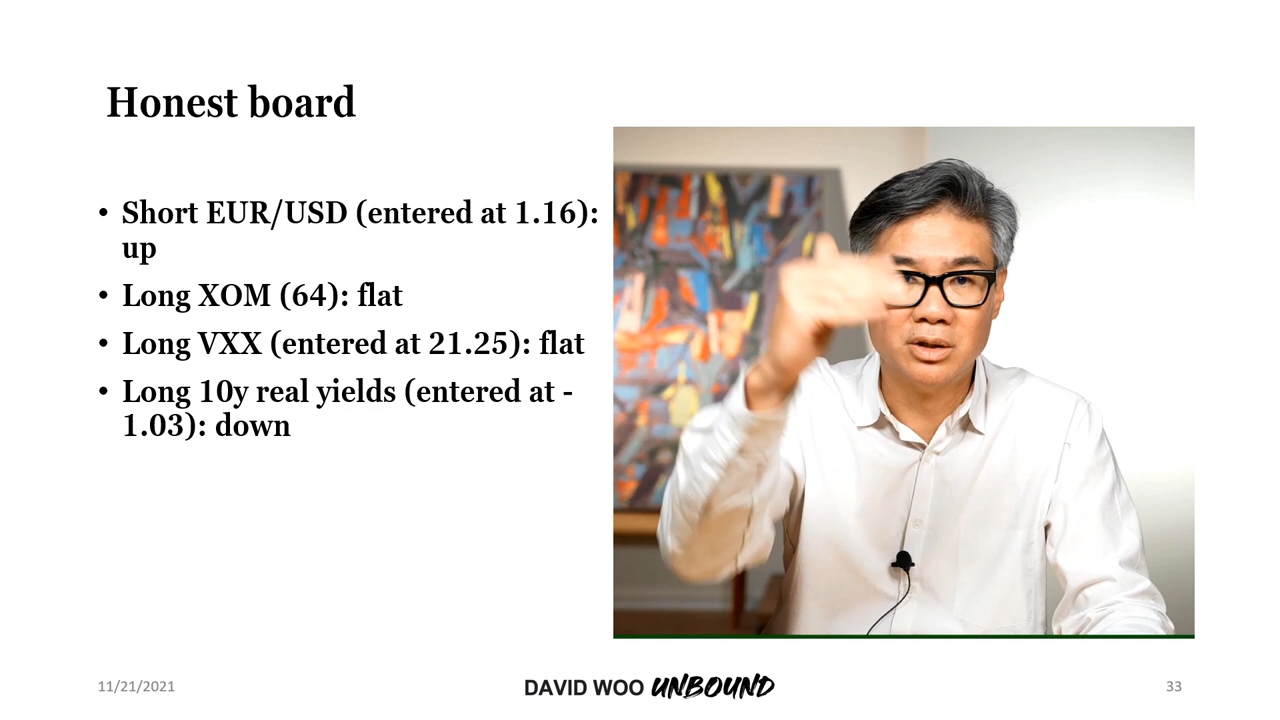 Honest board
• Short EUR/USD (entered at 1.16):
up
• Long XOM (64): flat
• Long VXX (entered at 21.25): flat
• Long 10y real yields (entered at -
1.03): down
11/21/2021
DAVID WOO UNBOUND
33